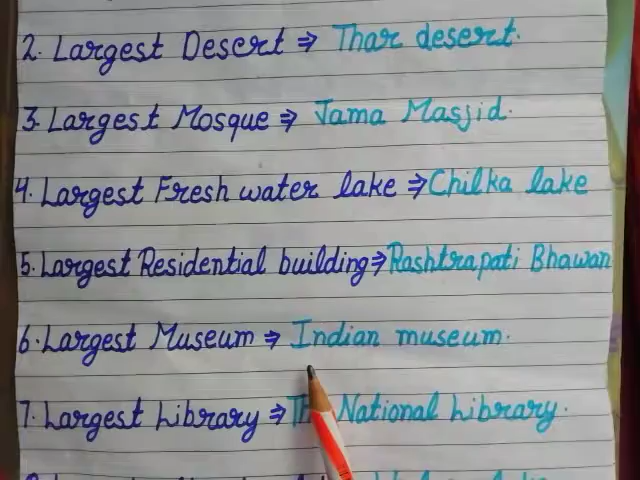 2. Largest Desert ⇒ Thar desert.
3. Largest Mosque ⇒ Jama Masjid.
4. Largest Fresh water lake ⇒ Chilka lake
5. Largest Residential building ⇒ Rashtrapati Bhawan
6. Largest Museum ⇒ Indian museum.
7. Largest Library ⇒ The National Library.